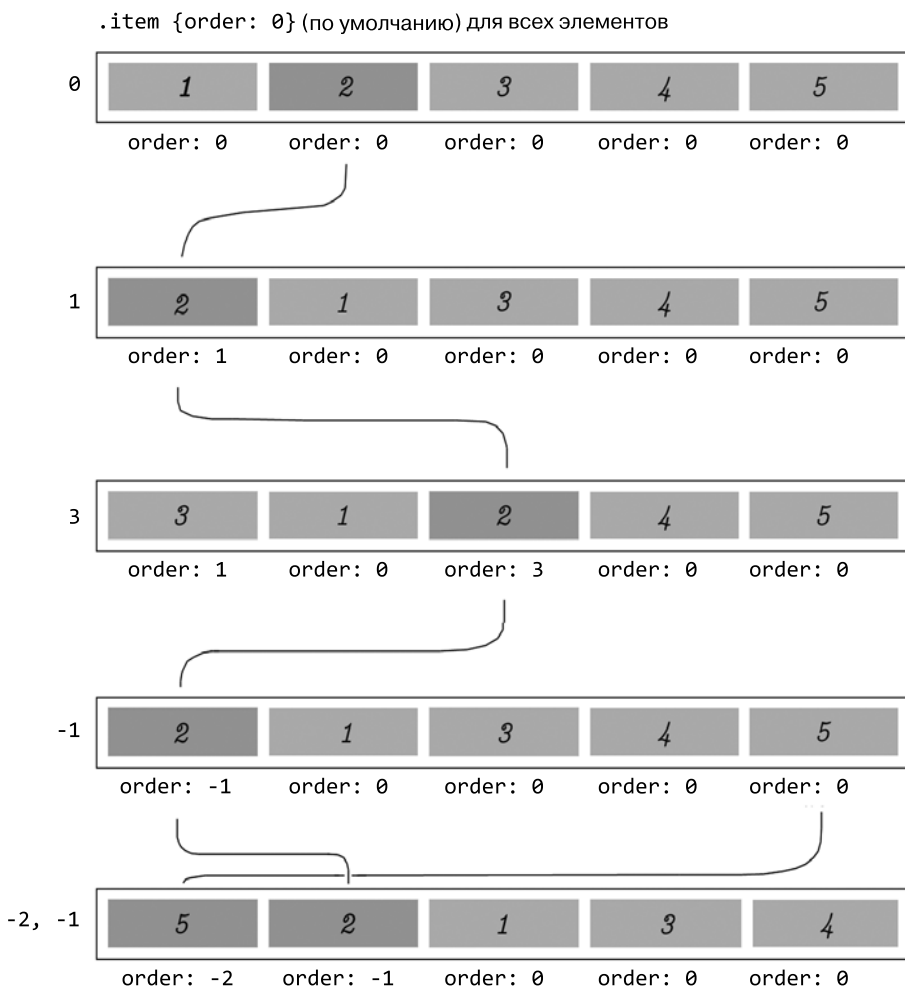 .item {order: 0} (по умолчанию) для всех элементов
0 1 2 3 4 5
order: 0 order: 0 order: 0 order: 0 order: 0
1 2 1 3 4 5
order: 1 order: 0 order: 0 order: 0 order: 0
3 3 1 2 4 5
order: 1 order: 0 order: 3 order: 0 order: 0
-1 2 1 3 4 5
order: -1 order: 0 order: 0 order: 0 order: 0
-2, -1 5 2 1 3 4
order: -2 order: -1 order: 0 order: 0 order: 0